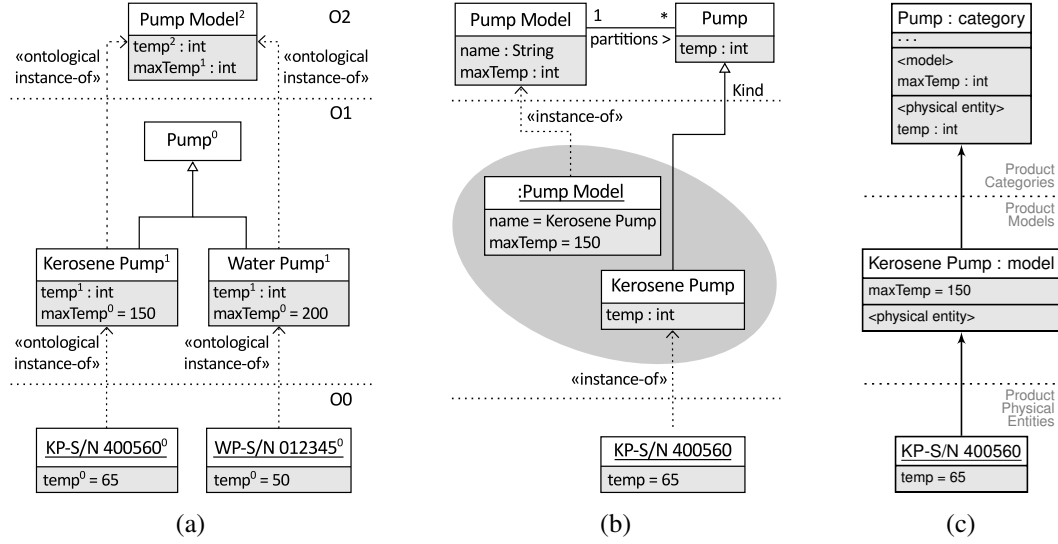 Pump Model²
temp² : int
maxTemp¹ : int
O2
«ontological
instance-of»
«ontological
instance-of»
O1
Pump⁰
Kerosene Pump¹
temp¹ : int
maxTemp⁰ = 150
Water Pump¹
temp¹ : int
maxTemp⁰ = 200
«ontological
instance-of»
«ontological
instance-of»
O0
KP-S/N 400560⁰
temp⁰ = 65
WP-S/N 012345⁰
temp⁰ = 50
(a)
Pump Model
name : String
maxTemp : int
1
*
partitions >
Pump
temp : int
Kind
«instance-of»
:Pump Model
name = Kerosene Pump
maxTemp = 150
Kerosene Pump
temp : int
«instance-of»
KP-S/N 400560
temp = 65
(b)
Pump : category
. . .
<model>
maxTemp : int
<physical entity>
temp : int
Product
Categories
Product
Models
Kerosene Pump : model
maxTemp = 150
<physical entity>
Product
Physical
Entities
KP-S/N 400560
temp = 65
(c)